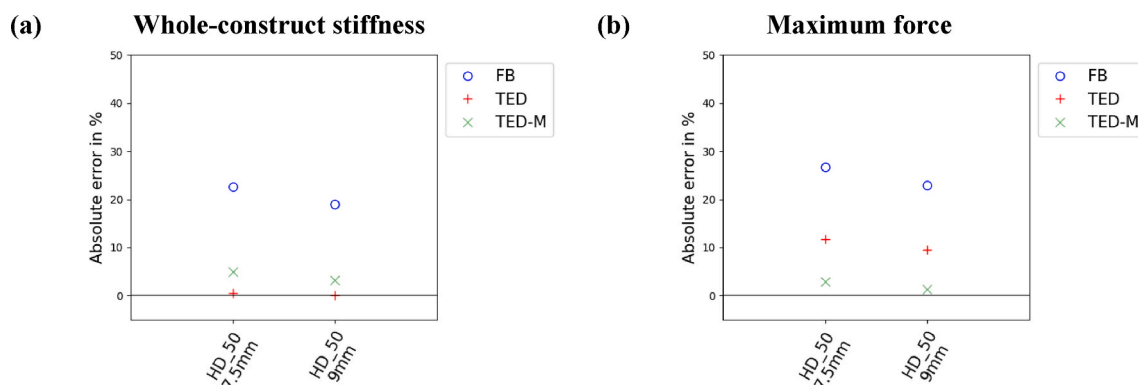 (a) Whole-construct stiffness
50
40
30
20
10
0
Absolute error in %
HD_50
7.5mm
HD_50
9mm
FB
TED
TED-M
(b) Maximum force
50
40
30
20
10
0
Absolute error in %
HD_50
7.5mm
HD_50
9mm
FB
TED
TED-M